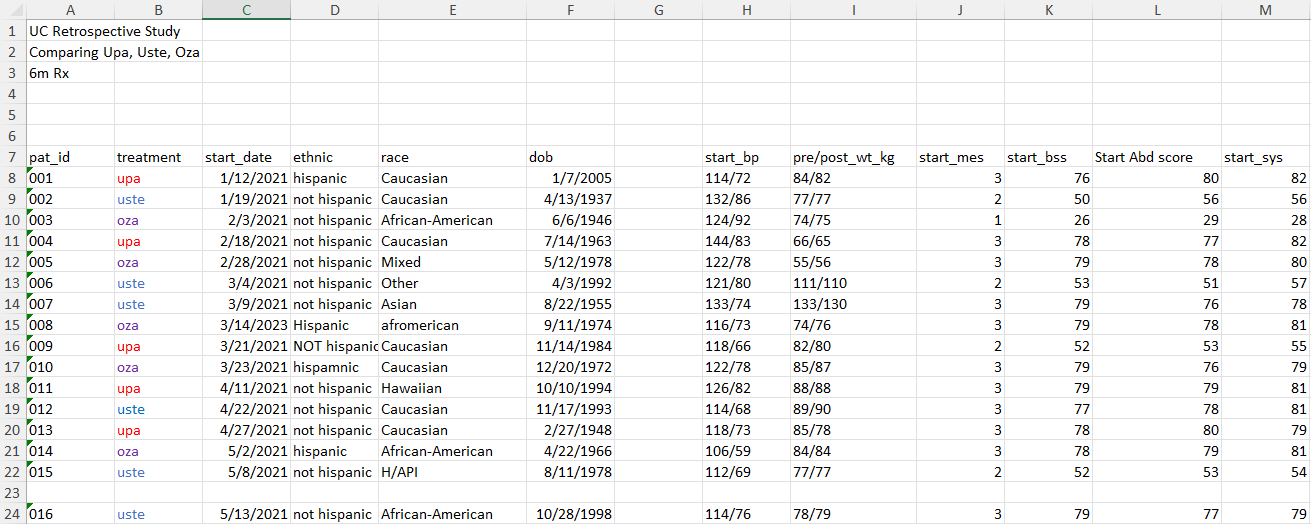 A B C D E F G H I J K L M
1 UC Retrospective Study
2 Comparing Upa, Uste, Oza
3 6m Rx
4
5
6
7 pat_id treatment start_date ethnic race dob start_bp pre/post_wt_kg start_mes start_bss Start Abd score start_sys
8 001 upa 1/12/2021 hispanic Caucasian 1/7/2005 114/72 84/82 3 76 80 82
9 002 uste 1/19/2021 not hispanic Caucasian 4/13/1937 132/86 77/77 2 50 56 56
10 003 oza 2/3/2021 not hispanic African-American 6/6/1946 124/92 74/75 1 26 29 28
11 004 upa 2/18/2021 not hispanic Caucasian 7/14/1963 144/83 66/65 3 78 77 82
12 005 oza 2/28/2021 not hispanic Mixed 5/12/1978 122/78 55/56 3 79 78 80
13 006 uste 3/4/2021 not hispanic Other 4/3/1992 121/80 111/110 2 53 51 57
14 007 uste 3/9/2021 not hispanic Asian 8/22/1955 133/74 133/130 3 79 76 78
15 008 oza 3/14/2023 Hispanic afromerican 9/11/1974 116/73 74/76 3 79 78 81
16 009 upa 3/21/2021 NOT hispanic Caucasian 11/14/1984 118/66 82/80 2 52 53 55
17 010 oza 3/23/2021 hispamnic Caucasian 12/20/1972 122/78 85/87 3 79 76 79
18 011 upa 4/11/2021 not hispanic Hawaiian 10/10/1994 126/82 88/88 3 79 79 81
19 012 uste 4/22/2021 not hispanic Caucasian 11/17/1993 114/68 89/90 3 77 78 81
20 013 upa 4/27/2021 not hispanic Caucasian 2/27/1948 118/73 85/78 3 78 80 79
21 014 oza 5/2/2021 hispanic African-American 4/22/1966 106/59 84/84 3 78 79 81
22 015 uste 5/8/2021 not hispanic H/API 8/11/1978 112/69 77/77 2 52 53 54
23
24 016 uste 5/13/2021 not hispanic African-American 10/28/1998 114/76 78/79 3 79 77 79